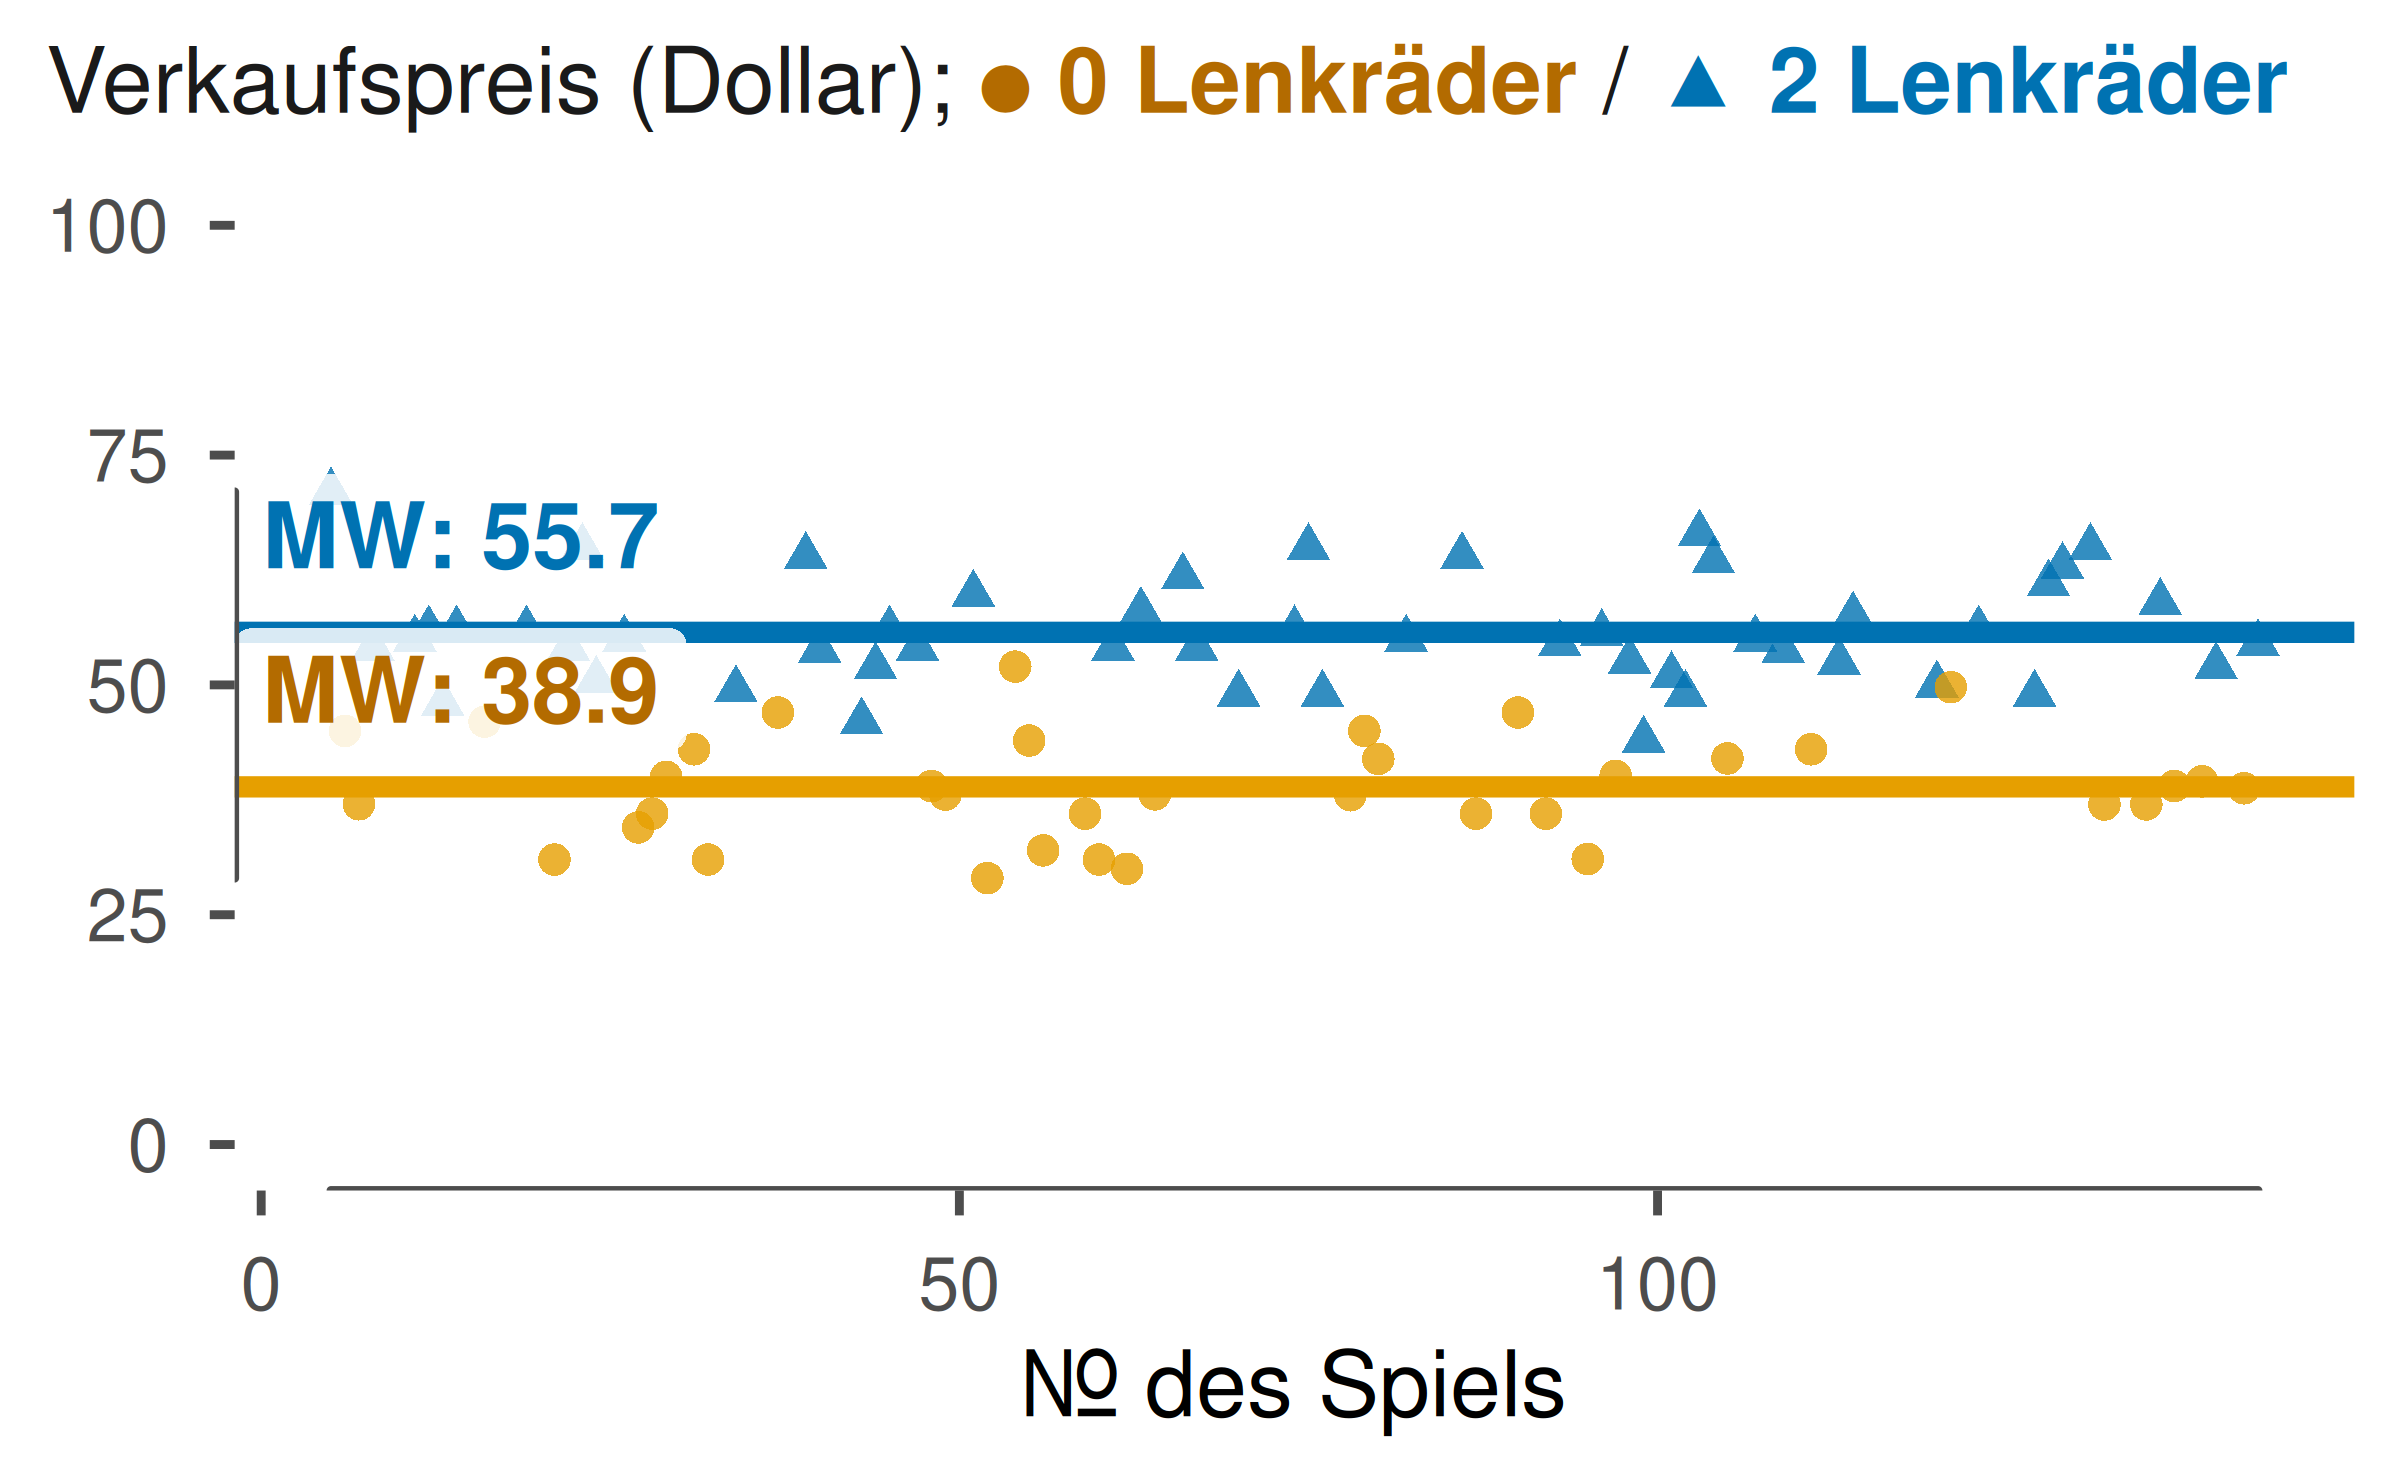 Verkaufspreis (Dollar); ● 0 Lenkräder / ▲ 2 Lenkräder
100
75
MW: 55.7
50
MW: 38.9
25
0
0 50 100
№ des Spiels